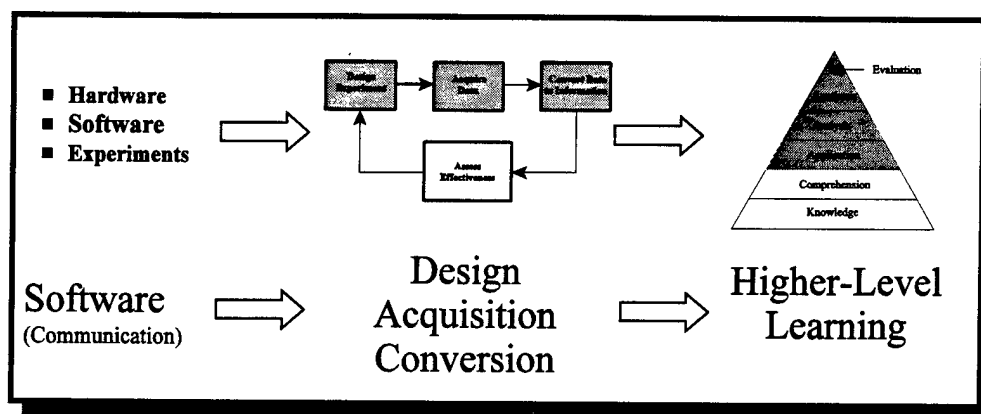 ■ Hardware
■ Software
■ Experiments
Design
Experiment
Acquire
Data
Convert Data
to Information
Assess
Effectiveness
Evaluation
Application
Comprehension
Knowledge
Software
(Communication)
Design
Acquisition
Conversion
Higher-Level
Learning